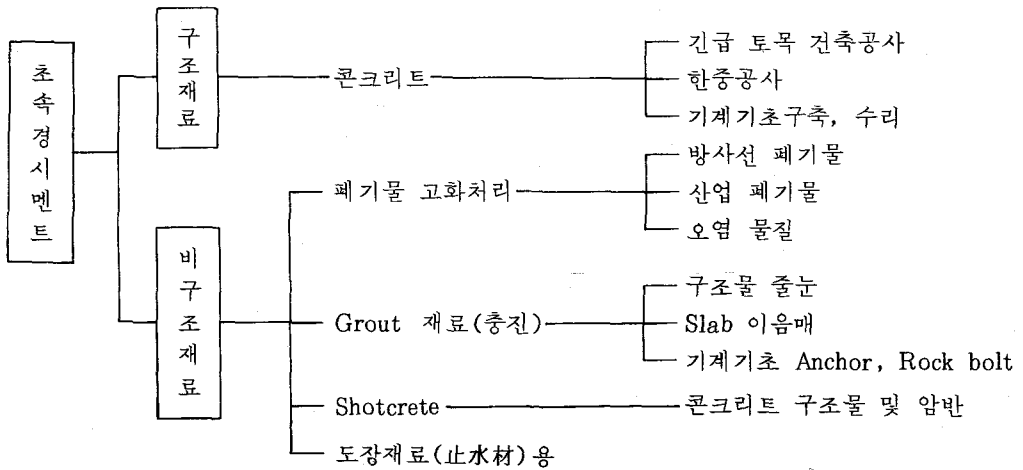 초속경시멘트
구조재료
콘크리트
긴급 토목 건축공사
한중공사
기계기초구축, 수리
비구조재료
폐기물 고화처리
방사선 폐기물
산업 폐기물
오염 물질
Grout 재료(충진)
구조물 줄눈
Slab 이음매
기계기초 Anchor, Rock bolt
Shotcrete
콘크리트 구조물 및 암반
도장재료(止水材)용